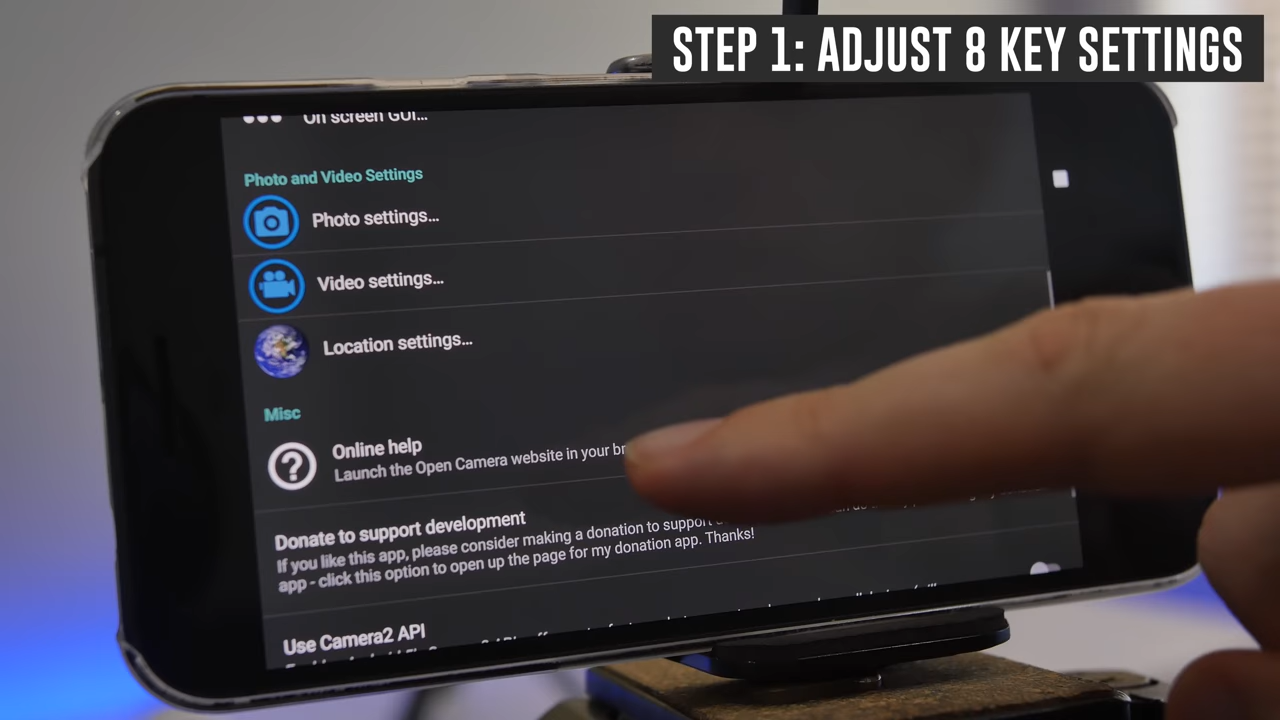 STEP 1: ADJUST 8 KEY SETTINGS
On screen GUI...
Photo and Video Settings
Photo settings...
Video settings...
Location settings...
Misc
Online help
Launch the Open Camera website in your
Donate to support development
If you like this app, please consider making a donation to support
app - click this option to open up the page for my donation app. Thanks!
Use Camera2 API